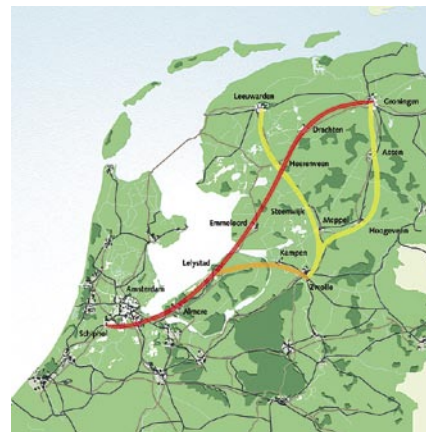 Leeuwarden
Groningen
Drachten
Assen
Heerenveen
Steenwijk
Meppel
Emmeloord
Hoogeveen
Lelystad
Kampen
Zwolle
Amsterdam
Almere
Schiphol